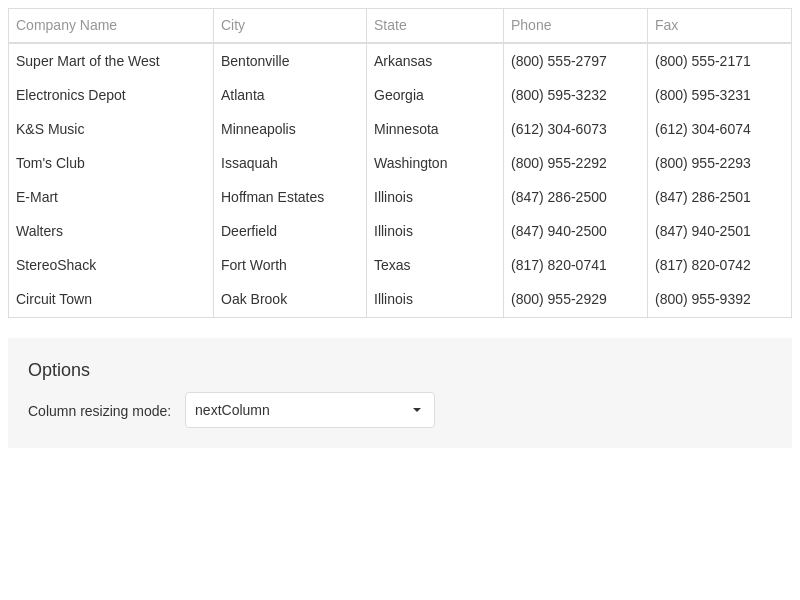 Company Name City State Phone Fax
Super Mart of the West Bentonville Arkansas (800) 555-2797 (800) 555-2171
Electronics Depot Atlanta Georgia (800) 595-3232 (800) 595-3231
K&S Music Minneapolis Minnesota (612) 304-6073 (612) 304-6074
Tom's Club Issaquah Washington (800) 955-2292 (800) 955-2293
E-Mart Hoffman Estates Illinois (847) 286-2500 (847) 286-2501
Walters Deerfield Illinois (847) 940-2500 (847) 940-2501
StereoShack Fort Worth Texas (817) 820-0741 (817) 820-0742
Circuit Town Oak Brook Illinois (800) 955-2929 (800) 955-9392
Options
Column resizing mode: nextColumn